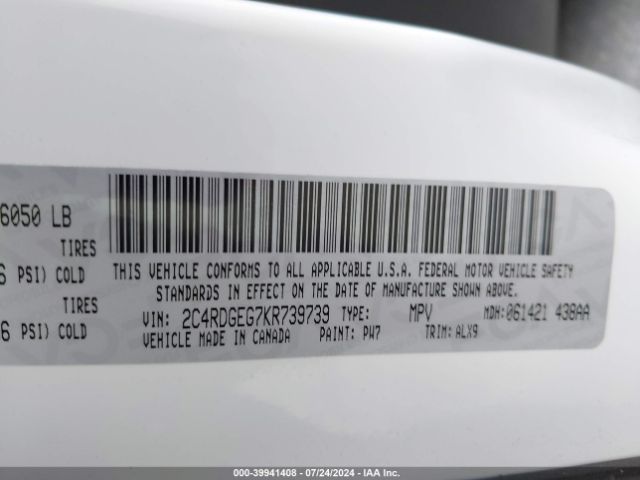 6050 LB
TIRES
PSI) COLD
6 PSI) COLD
THIS VEHICLE CONFORMS TO ALL APPLICABLE U.S.A. FEDERAL MOTOR VEHICLE SAFETY
STANDARDS IN EFFECT ON THE DATE OF MANUFACTURE SHOWN ABOVE.
VIN: 2C4RDGEG7KR739739 TYPE: MPV MDH:061421 438AA
VEHICLE MADE IN CANADA PAINT: PW7 TRIM: ALX9
000-39941408 | 07/24/2024 | IAA Inc.